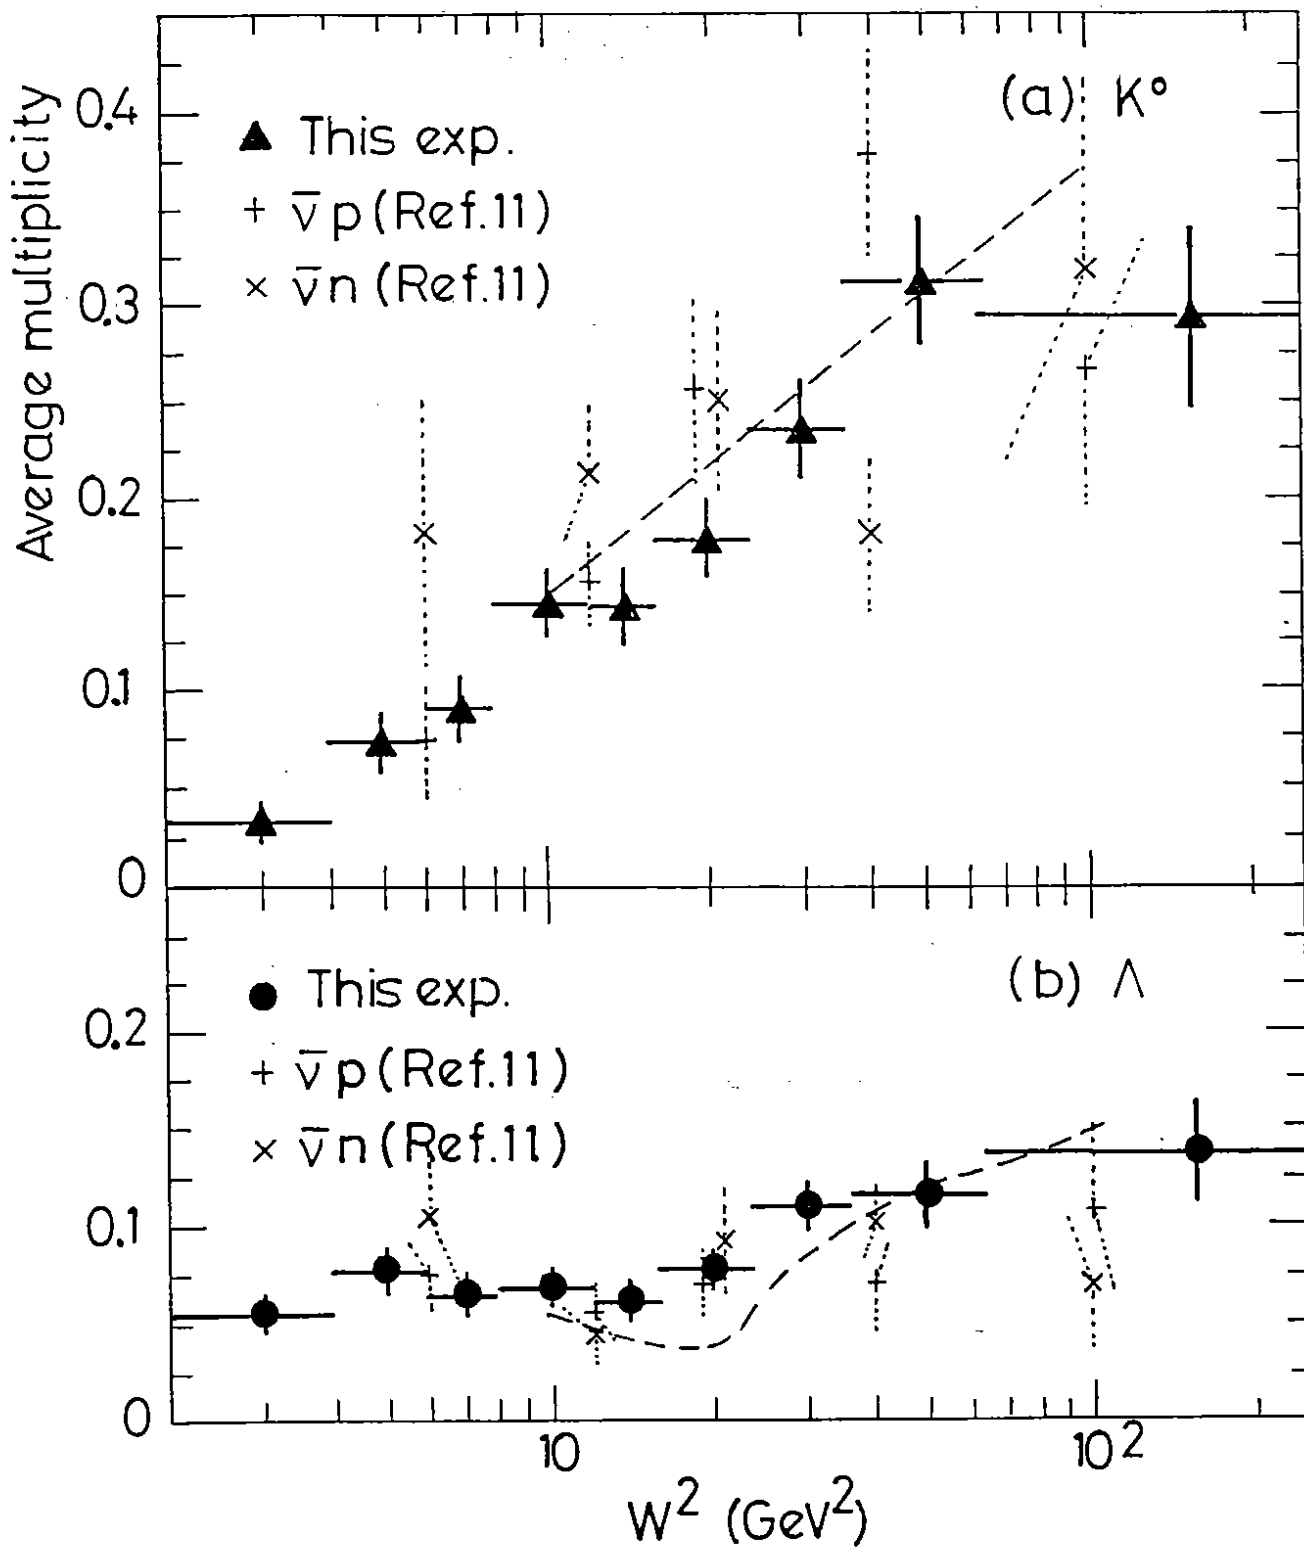 Average multiplicity
(a) K⁰
0.4
▲ This exp.
+ ν̄p (Ref.11)
× ν̄n (Ref.11)
0.3
0.2
0.1
0
(b) Λ
● This exp.
0.2
+ ν̄p (Ref.11)
× ν̄n (Ref.11)
0.1
0
10 10²
W² (GeV²)